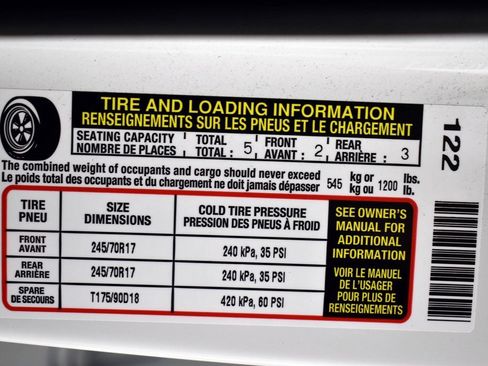 TIRE AND LOADING INFORMATION
RENSEIGNEMENTS SUR LES PNEUS ET LE CHARGEMENT
SEATING CAPACITY TOTAL FRONT REAR
NOMBRE DE PLACES TOTAL : 5 AVANT : 2 ARRIÈRE : 3
The combined weight of occupants and cargo should never exceed 545 kg or 1200 lbs.
Le poids total des occupants et du chargement ne doit jamais dépasser kg ou lb.
TIRE SIZE COLD TIRE PRESSURE
PNEU DIMENSIONS PRESSION DES PNEUS À FROID
FRONT
AVANT 245/70R17 240 kPa, 35 PSI
REAR
ARRIÈRE 245/70R17 240 kPa, 35 PSI
SPARE
DE SECOURS T175/90D18 420 kPa, 60 PSI
SEE OWNER'S
MANUAL FOR
ADDITIONAL
INFORMATION
VOIR LE MANUEL
DE L'USAGER
POUR PLUS DE
RENSEIGNEMENTS
122